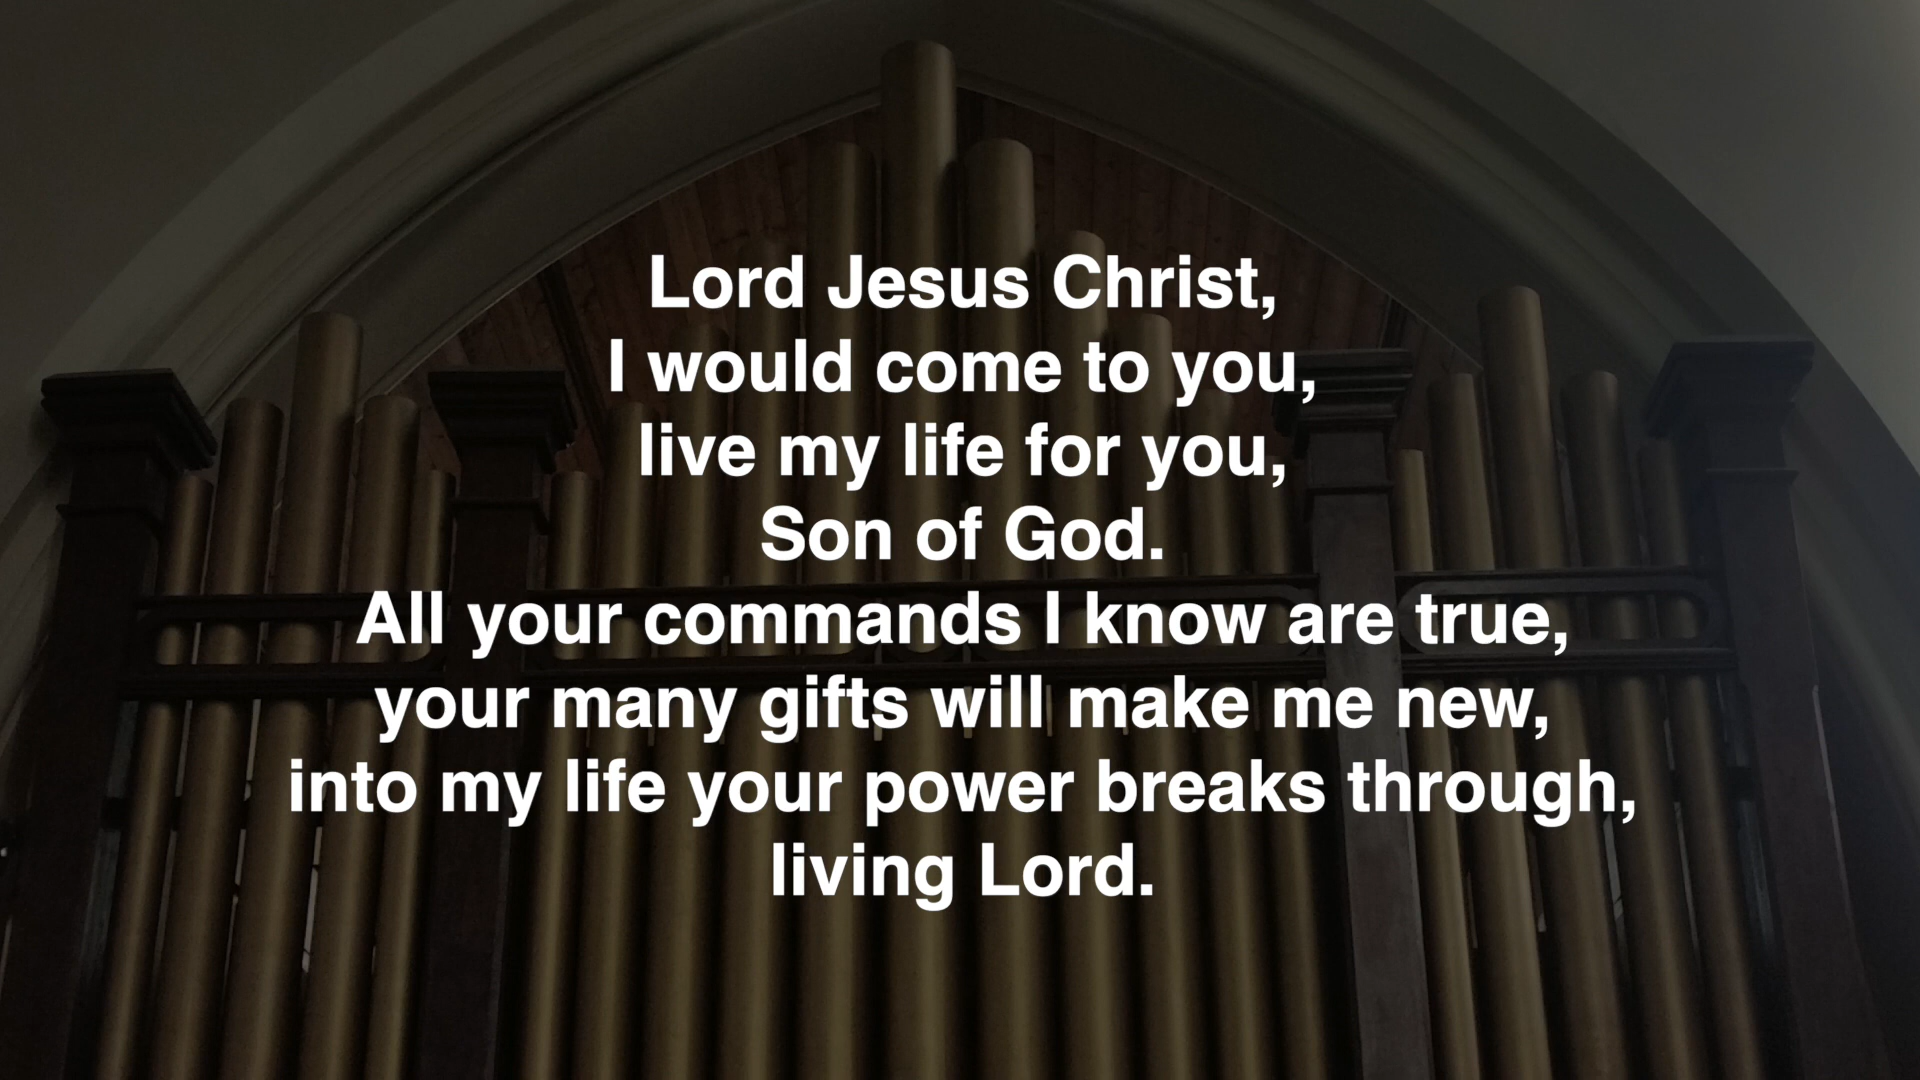 Lord Jesus Christ,
I would come to you,
live my life for you,
Son of God.
All your commands I know are true,
your many gifts will make me new,
into my life your power breaks through,
living Lord.